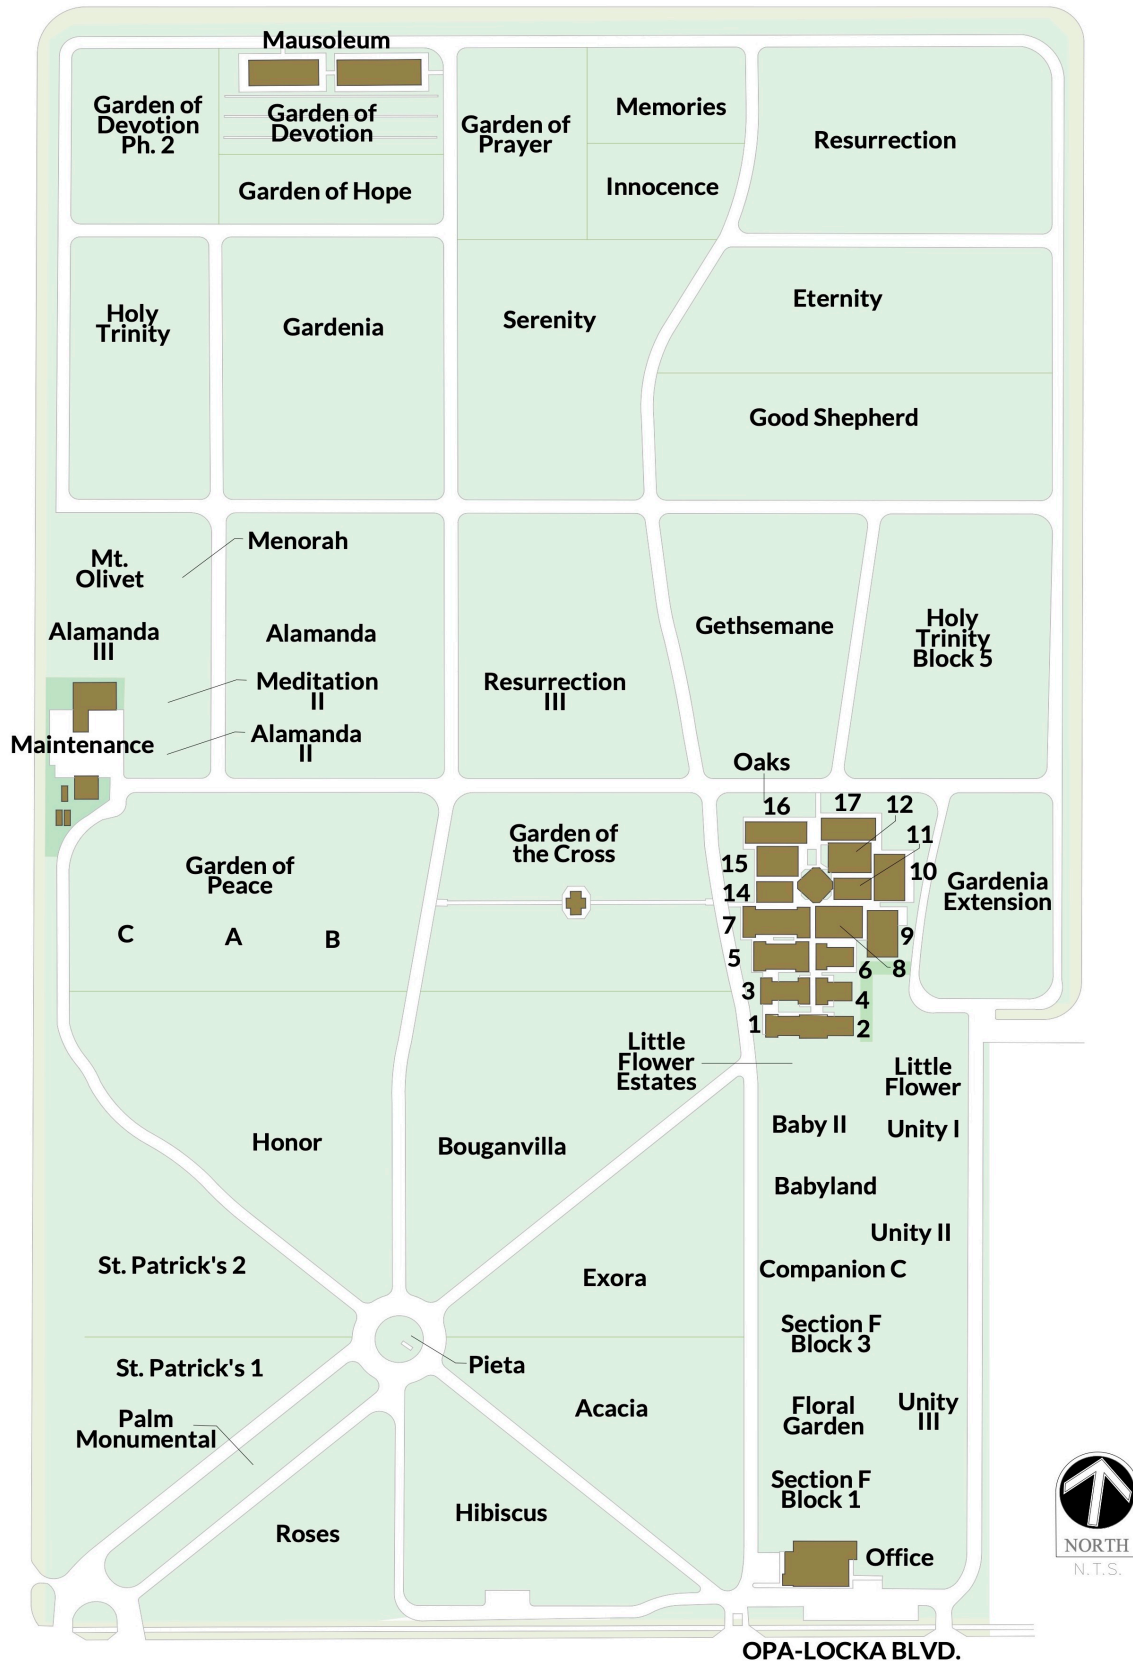 Mausoleum
Garden of
Devotion
Ph. 2
Garden of
Devotion
Garden of Hope
Garden of
Prayer
Memories
Innocence
Resurrection
Holy
Trinity
Gardenia
Serenity
Eternity
Good Shepherd
Mt.
Olivet
Menorah
Alamanda
III
Alamanda
Meditation
II
Alamanda
II
Maintenance
Resurrection
III
Gethsemane
Holy
Trinity
Block 5
Oaks
16
17
12
11
15
10
14
7
9
5
6
8
3
4
1
2
Garden of
Peace
C
A
B
Garden of
the Cross
Gardenia
Extension
Little
Flower
Estates
Little
Flower
Honor
Bouganvilla
Baby II
Unity I
Babyland
Unity II
St. Patrick's 2
Exora
Companion C
Section F
Block 3
St. Patrick's 1
Pieta
Palm
Monumental
Acacia
Floral
Garden
Unity
III
Section F
Block 1
Roses
Hibiscus
Office
NORTH
N.T.S.
OPA-LOCKA BLVD.